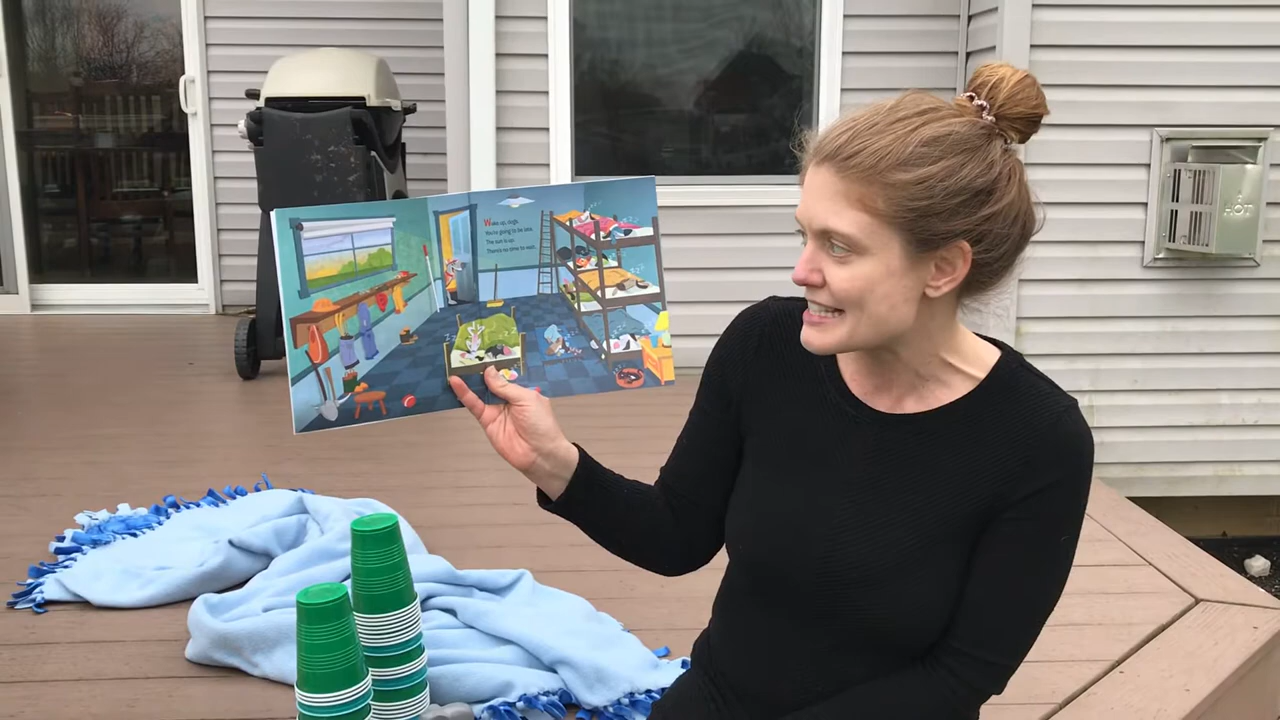 Wake up, dogs.
You're going to be late.
The sun is up.
There's no time to wait.
zzz
HOT